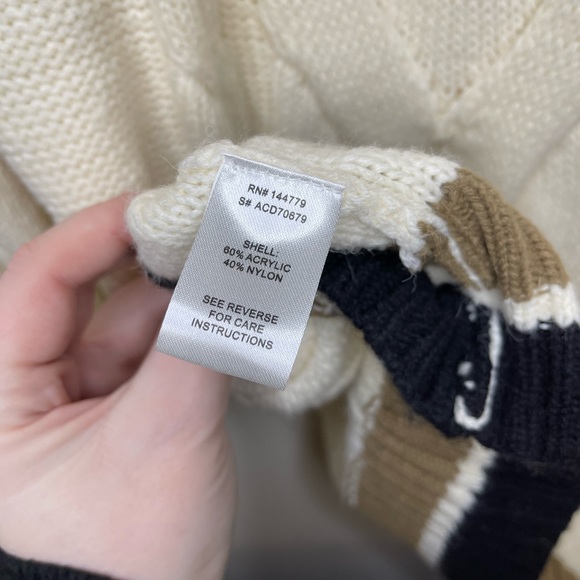 RN# 144779
S# ACD70679
SHELL:
60% ACRYLIC
40% NYLON
SEE REVERSE
FOR CARE
INSTRUCTIONS